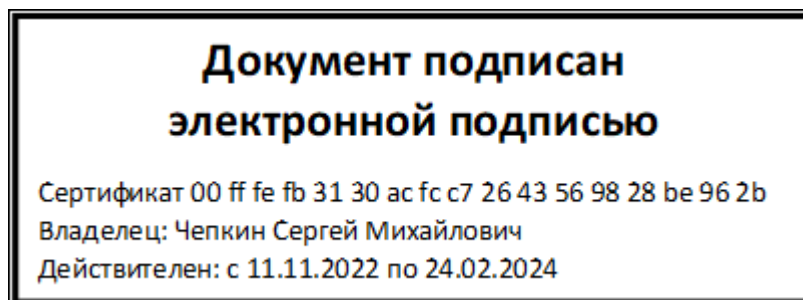 Документ подписан
электронной подписью
Сертификат 00 ff fe fb 31 30 ac fc c7 26 43 56 98 28 be 96 2b
Владелец: Чепкин Сергей Михайлович
Действителен: с 11.11.2022 по 24.02.2024